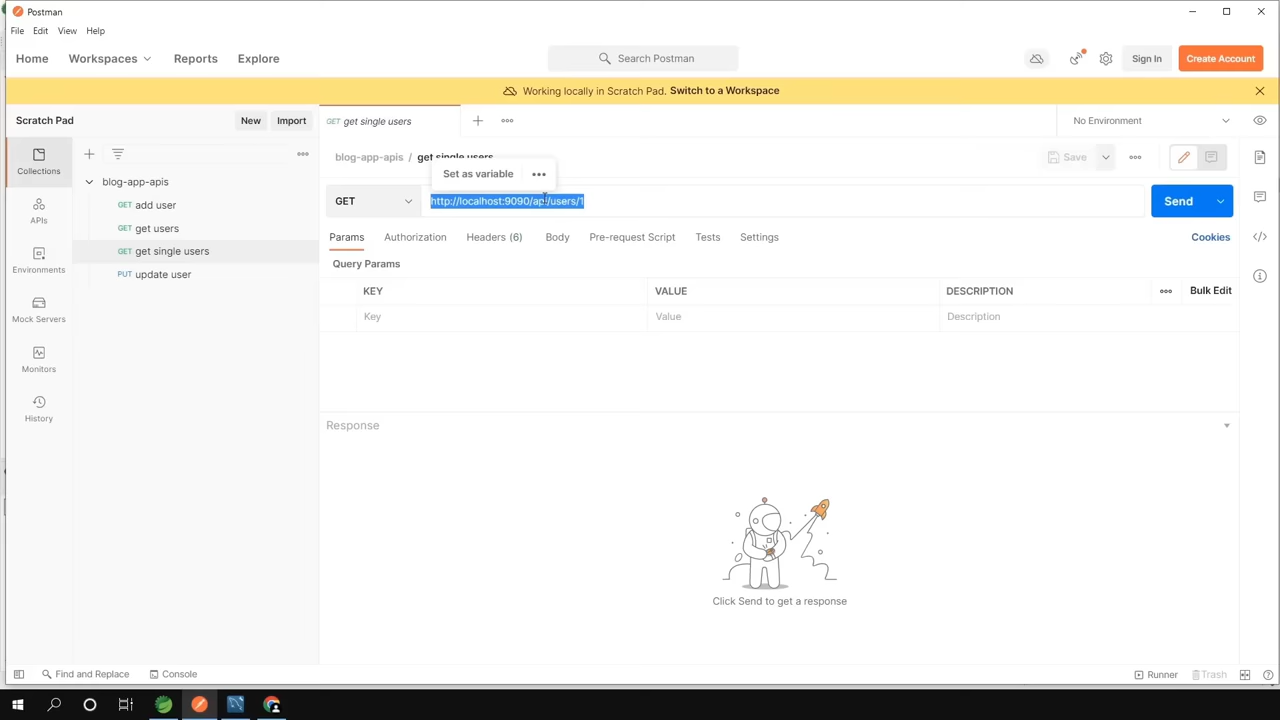 Postman
File Edit View Help
Home Workspaces Reports Explore Search Postman Sign In Create Account
Working locally in Scratch Pad. Switch to a Workspace
Scratch Pad New Import GET get single users No Environment
blog-app-apis / get single users Save
Collections
blog-app-apis
Set as variable
GET http://localhost:9090/api/users/1 Send
GET add user
GET get users
GET get single users
PUT update user
APIs
Environments
Mock Servers
Monitors
History
Params Authorization Headers (6) Body Pre-request Script Tests Settings Cookies
Query Params
KEY VALUE DESCRIPTION Bulk Edit
Key Value Description
Response
Click Send to get a response
Find and Replace Console Runner Trash